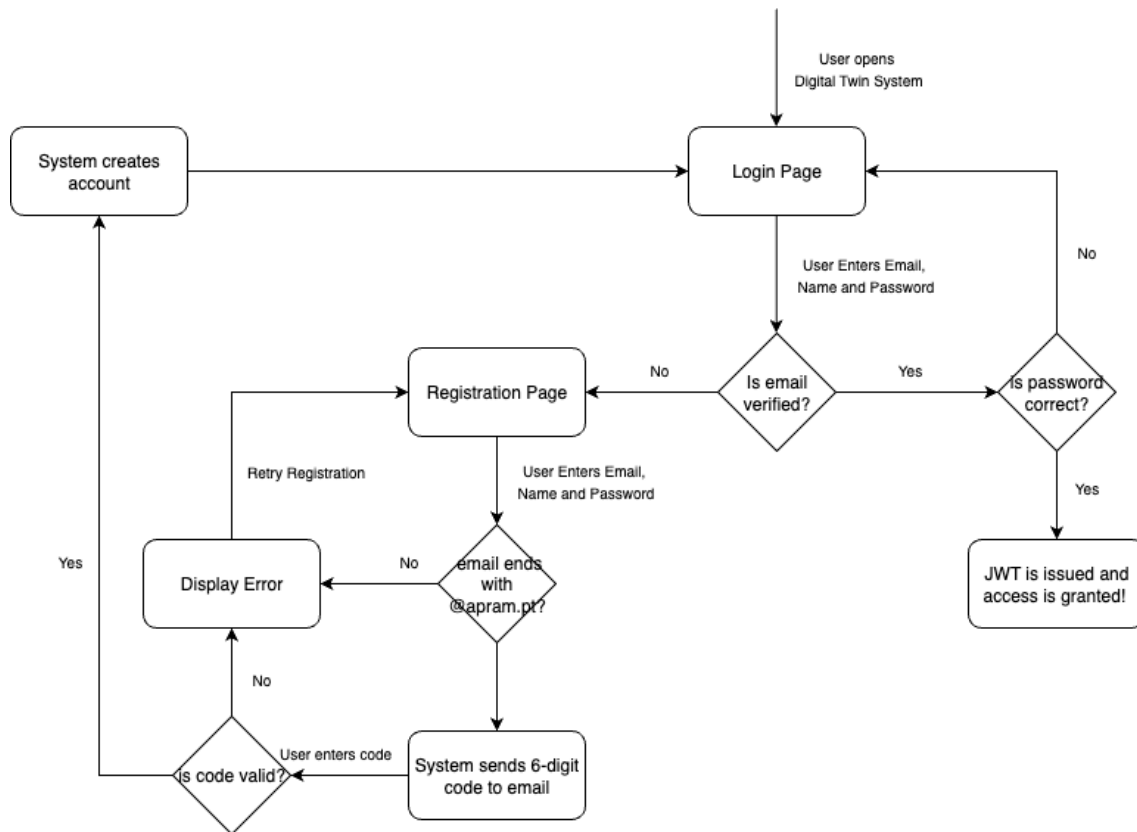 User opens
Digital Twin System
System creates
account
Login Page
User Enters Email,
Name and Password
No
Registration Page
No
Is email
verified?
Yes
is password
correct?
Retry Registration
User Enters Email,
Name and Password
Yes
Yes
Display Error
No
email ends
with
@apram.pt?
JWT is issued and
access is granted!
No
is code valid?
User enters code
System sends 6-digit
code to email